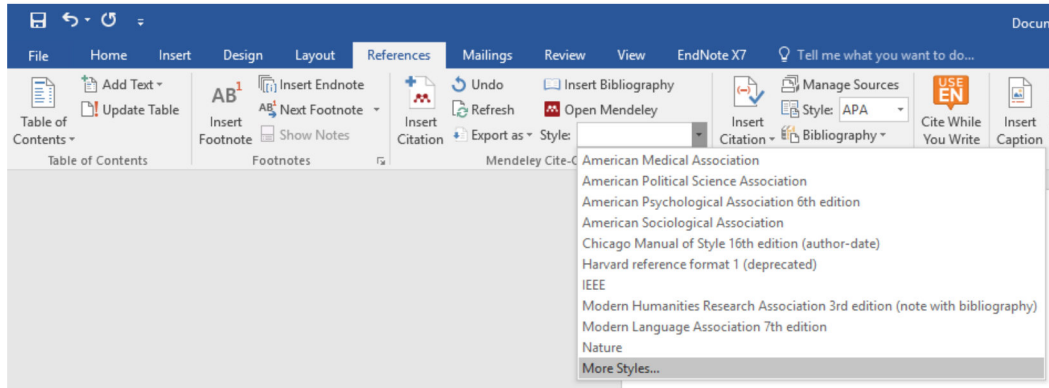 Docun
File Home Insert Design Layout References Mailings Review View EndNote X7 Tell me what you want to do...
Table of Contents
Add Text
Update Table
Table of Contents
AB1
Insert Footnote
Insert Endnote
AB Next Footnote
Show Notes
Footnotes
Insert Citation
Undo
Refresh
Export as
Insert Bibliography
Open Mendeley
Style:
Mendeley Cite-O
Insert Citation
Manage Sources
Style: APA
Bibliography
USE EN
Cite While You Write
Insert Caption
American Medical Association
American Political Science Association
American Psychological Association 6th edition
American Sociological Association
Chicago Manual of Style 16th edition (author-date)
Harvard reference format 1 (deprecated)
IEEE
Modern Humanities Research Association 3rd edition (note with bibliography)
Modern Language Association 7th edition
Nature
More Styles...